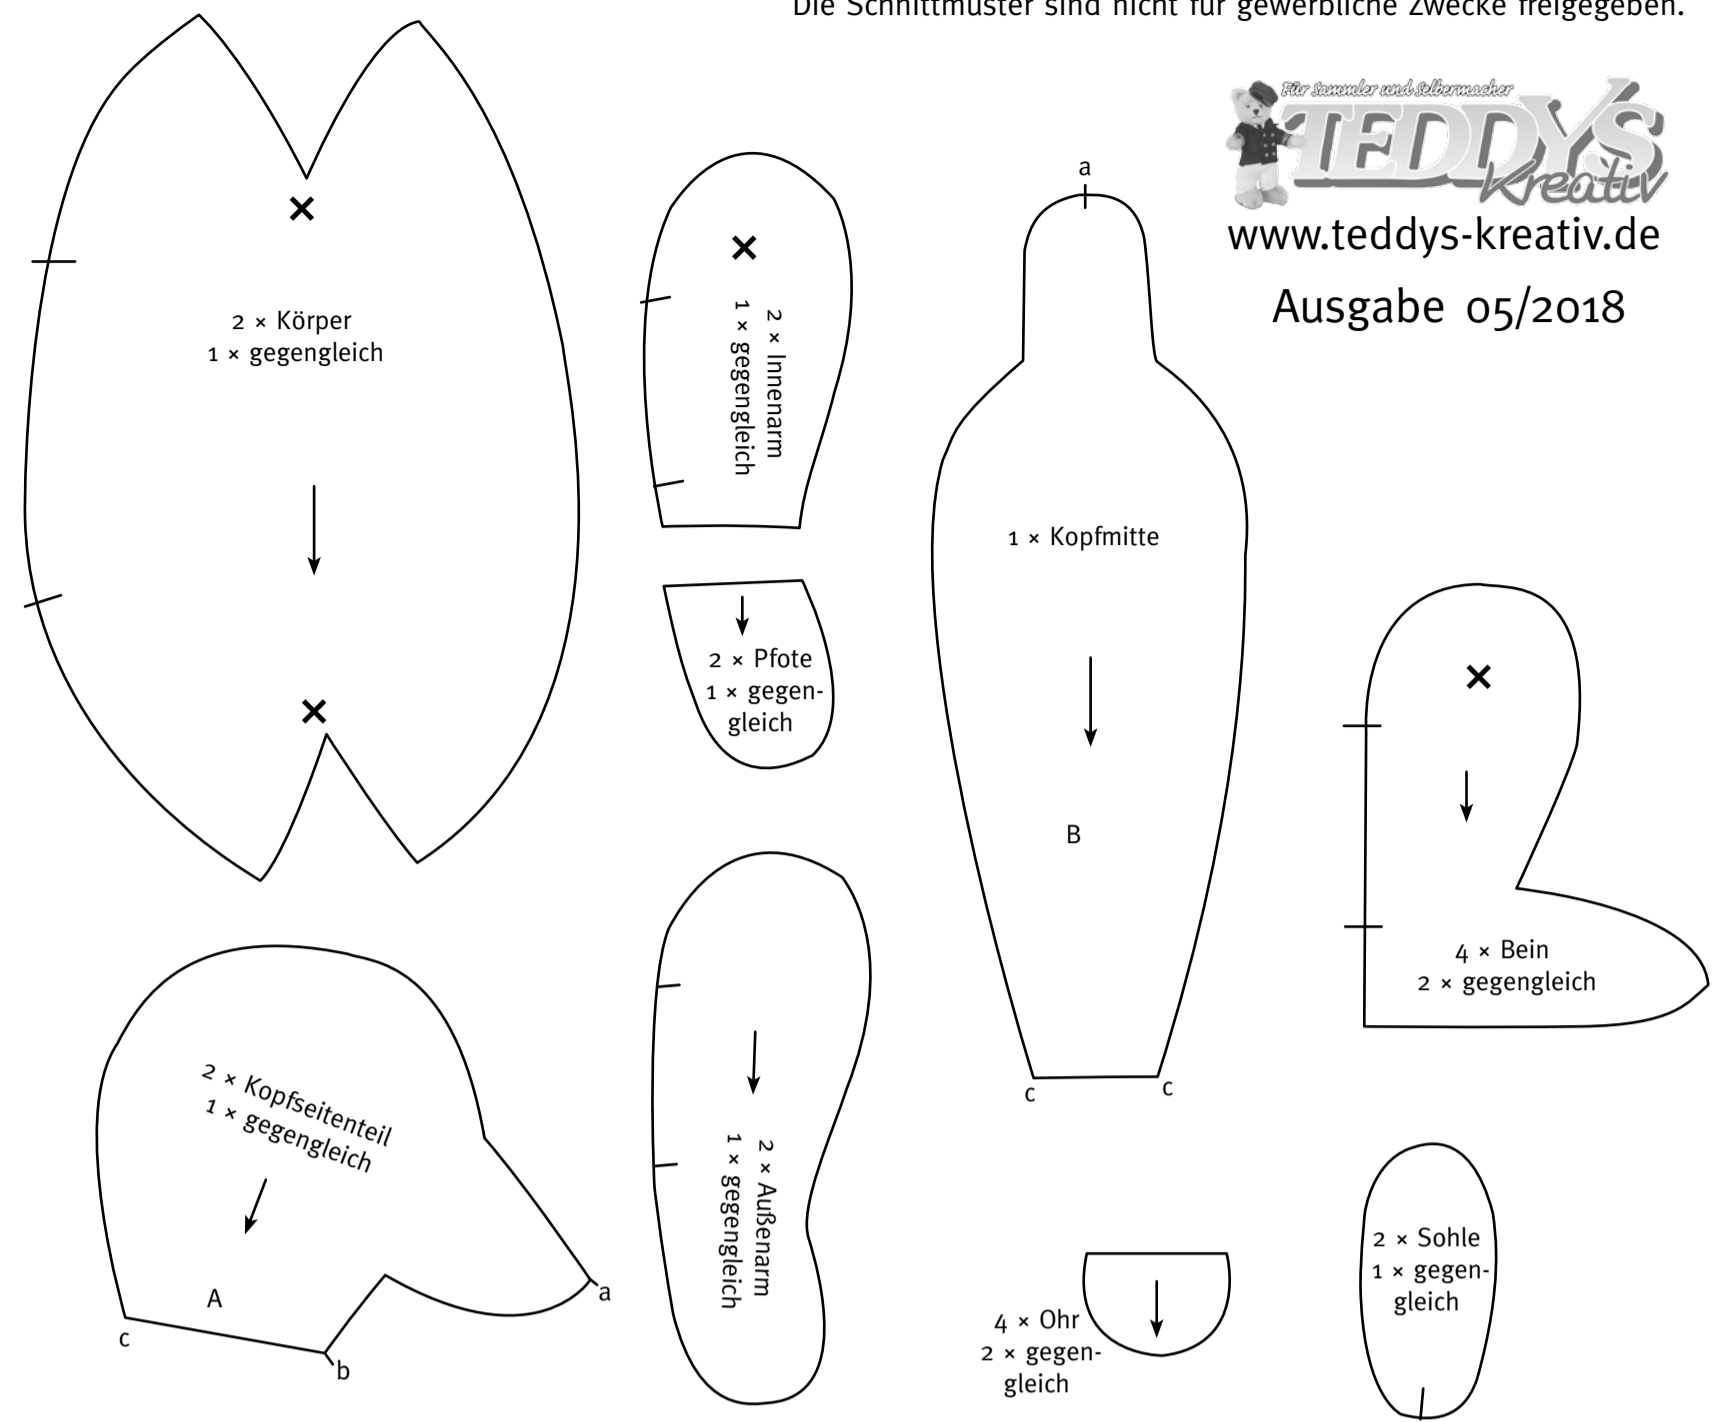 Die Schnittmuster sind nicht für gewerbliche Zwecke freigegeben.
Für Sammler und Selbermacher
TEDDYS
Kreativ
www.teddys-kreativ.de
Ausgabe 05/2018
2 × Körper
1 × gegengleich
2 × Innenarm
1 × gegengleich
2 × Pfote
1 × gegen-
gleich
a
1 × Kopfmitte
B
c
c
4 × Bein
2 × gegengleich
2 × Kopfseitenteil
1 × gegengleich
A
a
c
b
2 × Außenarm
1 × gegengleich
4 × Ohr
2 × gegen-
gleich
2 × Sohle
1 × gegen-
gleich